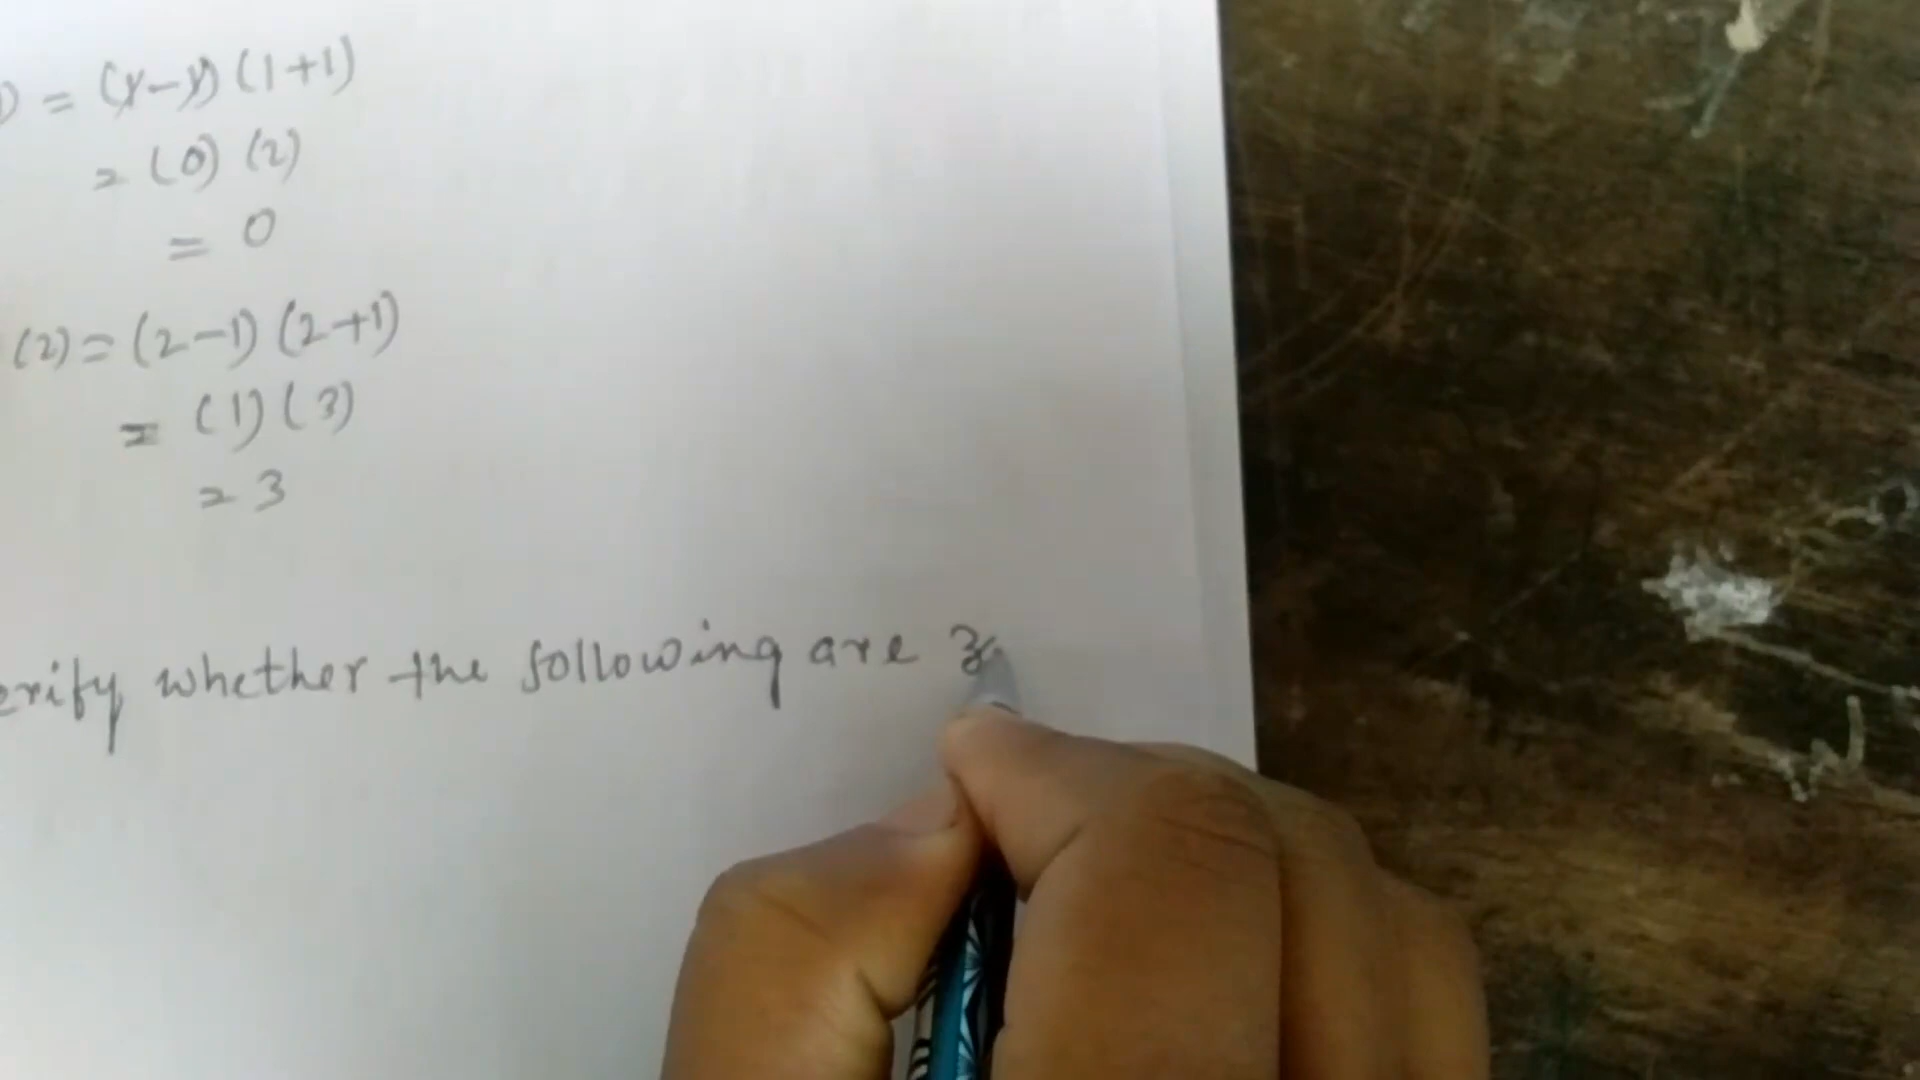 ) = (1-1) (1+1)
= (0) (2)
= 0
(2) = (2-1) (2+1)
= (1) (3)
= 3
erify whether the following are